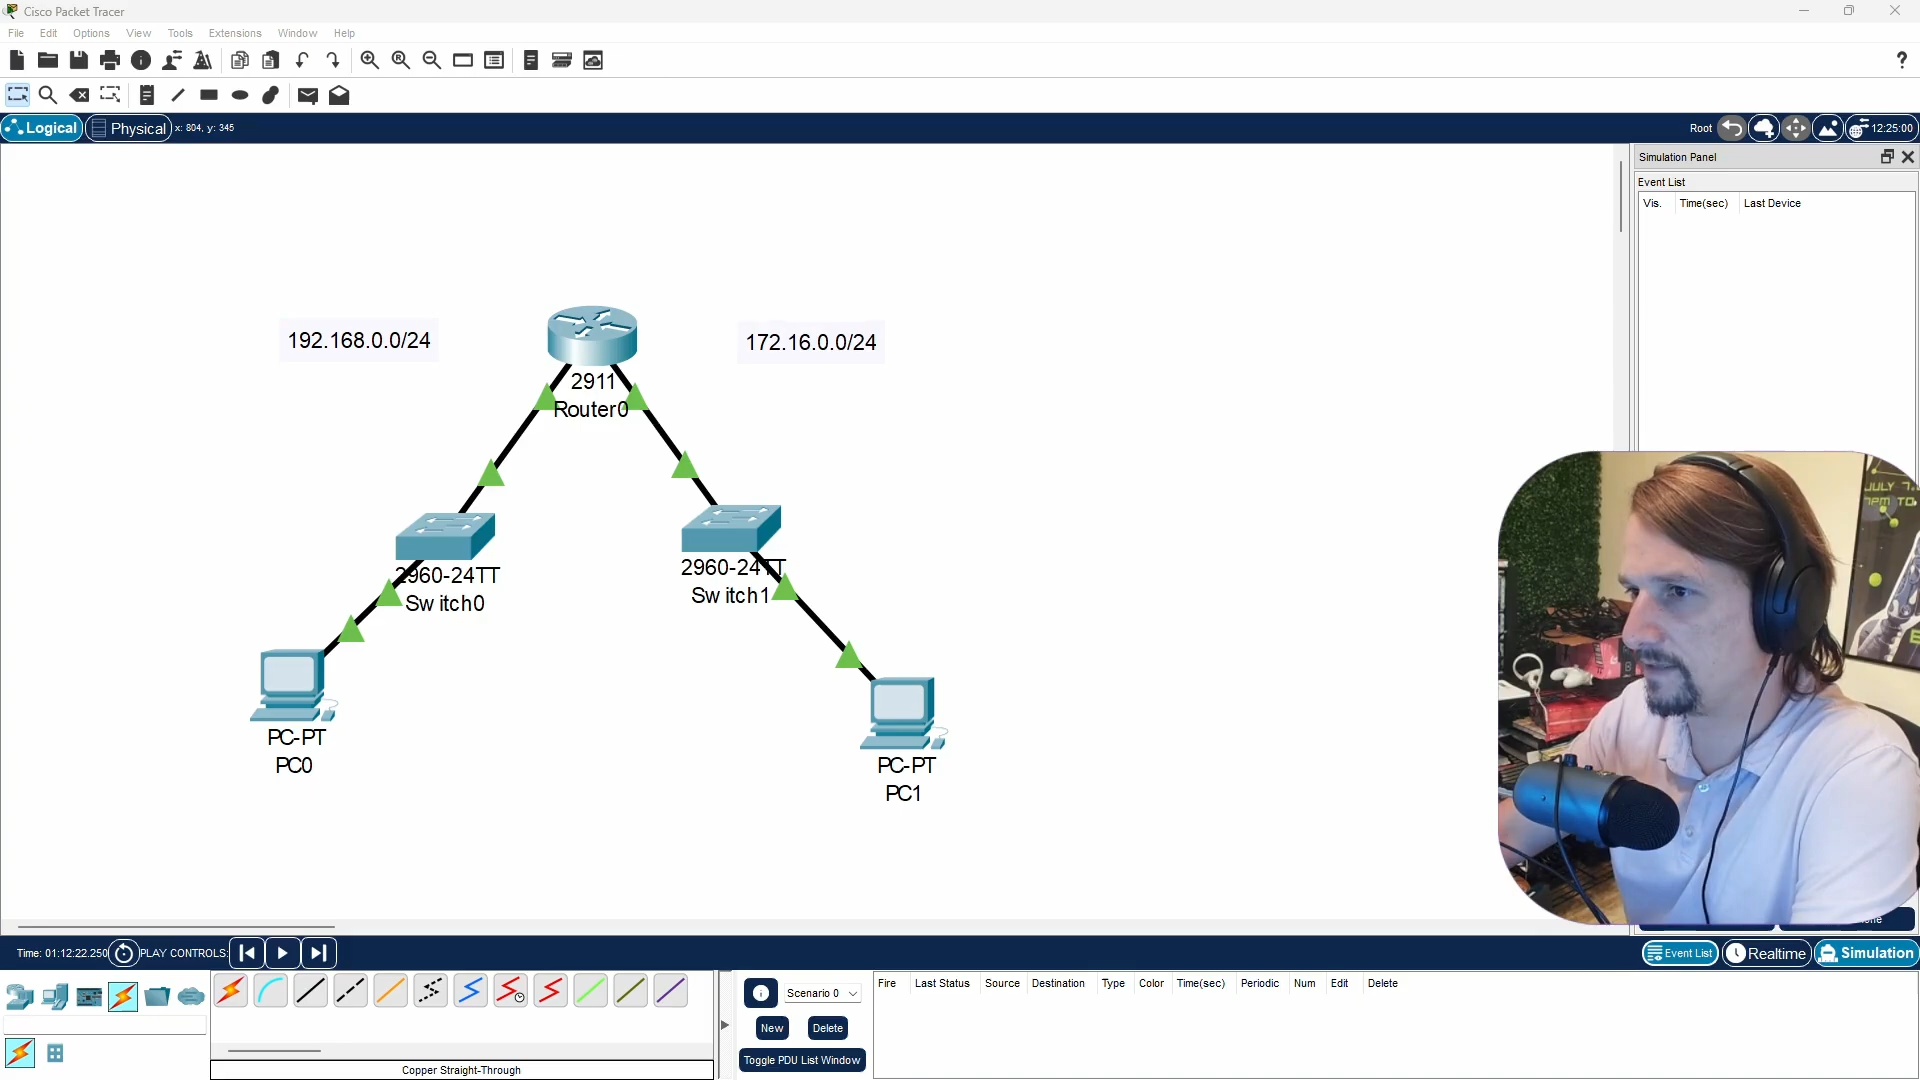 Cisco Packet Tracer
File Edit Options View Tools Extensions Window Help
Logical Physical x: 804, y: 345 Root 12:25:00
Simulation Panel
Event List
Vis. Time(sec) Last Device
192.168.0.0/24
172.16.0.0/24
2911
Router0
2960-24TT
Switch0
2960-24TT
Switch1
PC-PT
PC0
PC-PT
PC1
JULY 7.
Time: 01:12:22.250 PLAY CONTROLS: Event List Realtime Simulation
Scenario 0
Fire Last Status Source Destination Type Color Time(sec) Periodic Num Edit Delete
New Delete
Toggle PDU List Window
Copper Straight-Through